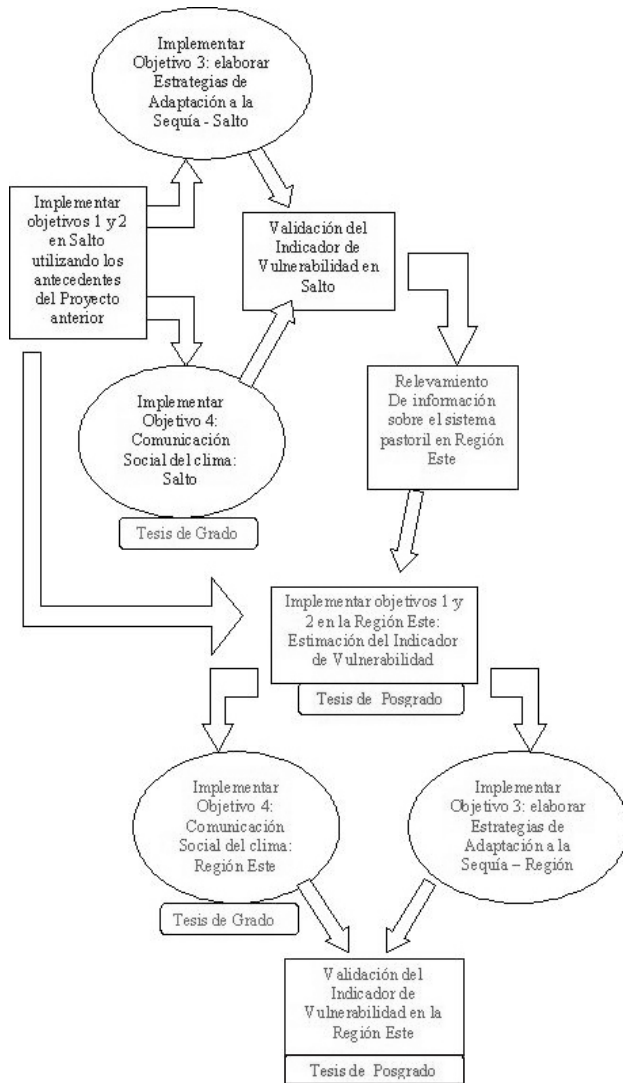 Implementar
Objetivo 3: elaborar
Estrategias de
Adaptación a la
Sequía - Salto
Implementar
objetivos 1 y 2
en Salto
utilizando los
antecedentes
del Proyecto
anterior
Validación del
Indicador de
Vulnerabilidad en
Salto
Implementar
Objetivo 4:
Comunicación
Social del clima:
Salto
Tesis de Grado
Relevamiento
De información
sobre el sistema
pastoril en Región
Este
Implementar objetivos 1 y
2 en la Región Este:
Estimación del Indicador
de Vulnerabilidad
Tesis de Posgrado
Implementar
Objetivo 4:
Comunicación
Social del clima:
Región Este
Tesis de Grado
Implementar
Objetivo 3: elaborar
Estrategias de
Adaptación a la
Sequía – Región
Validación del
Indicador de
Vulnerabilidad en la
Región Este
Tesis de Posgrado